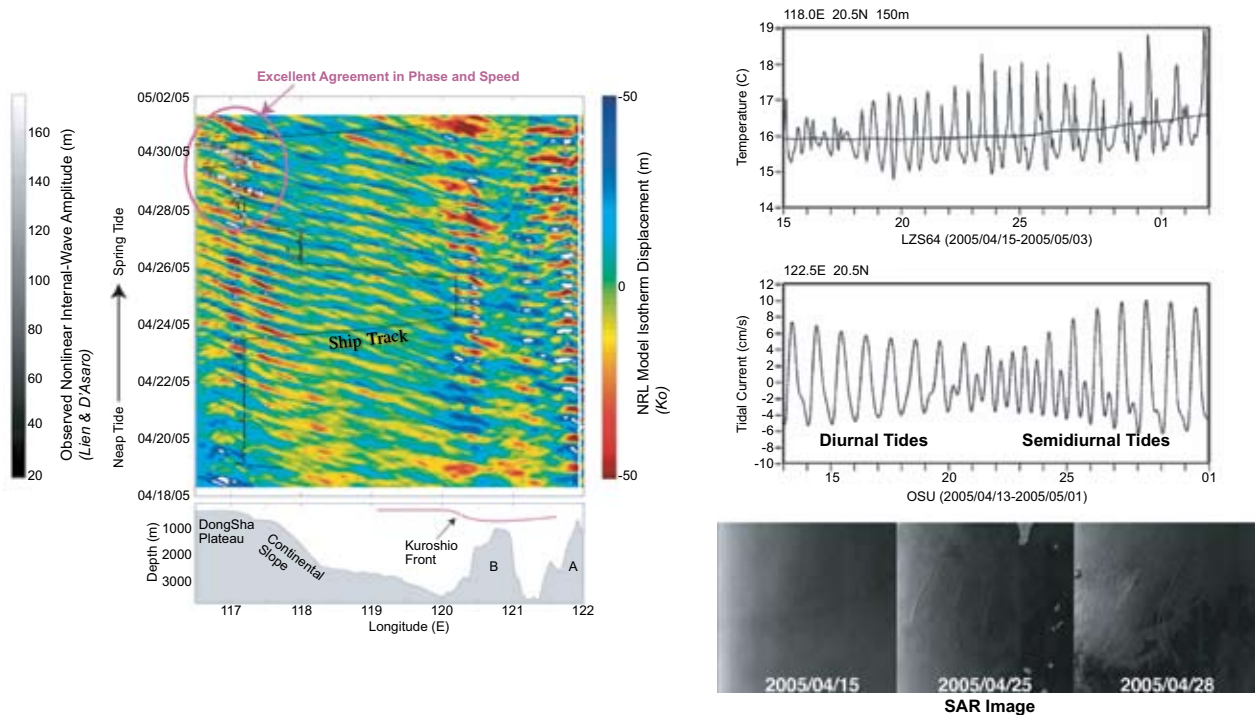 Excellent Agreement in Phase and Speed
05/02/05
04/30/05
04/28/05
04/26/05
04/24/05
04/22/05
04/20/05
04/18/05
Spring Tide
Neap Tide
160
140
120
100
80
60
40
20
Observed Nonlinear Internal-Wave Amplitude (m)
(Lien & D'Asaro)
Ship Track
-50
0
-50
NRL Model Isotherm Displacement (m)
(Ko)
1000
2000
3000
Depth (m)
DongSha
Plateau
Continental
Slope
Kuroshio
Front
B
A
117 118 119 120 121 122
Longitude (E)
118.0E 20.5N 150m
19
18
17
16
15
14
Temperature (C)
15 20 25 01
LZS64 (2005/04/15-2005/05/03)
122.5E 20.5N
12
10
8
6
4
2
0
-2
-4
-6
-8
-10
Tidal Current (cm/s)
Diurnal Tides
Semidiurnal Tides
15 20 25 01
OSU (2005/04/13-2005/05/01)
2005/04/15
2005/04/25
2005/04/28
SAR Image